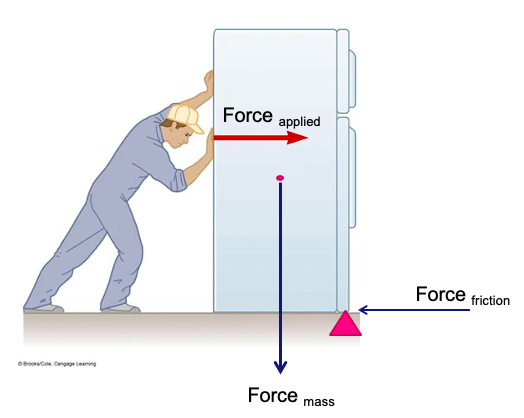 Force applied
Force friction
© Brooks/Cole, Cengage Learning
Force mass